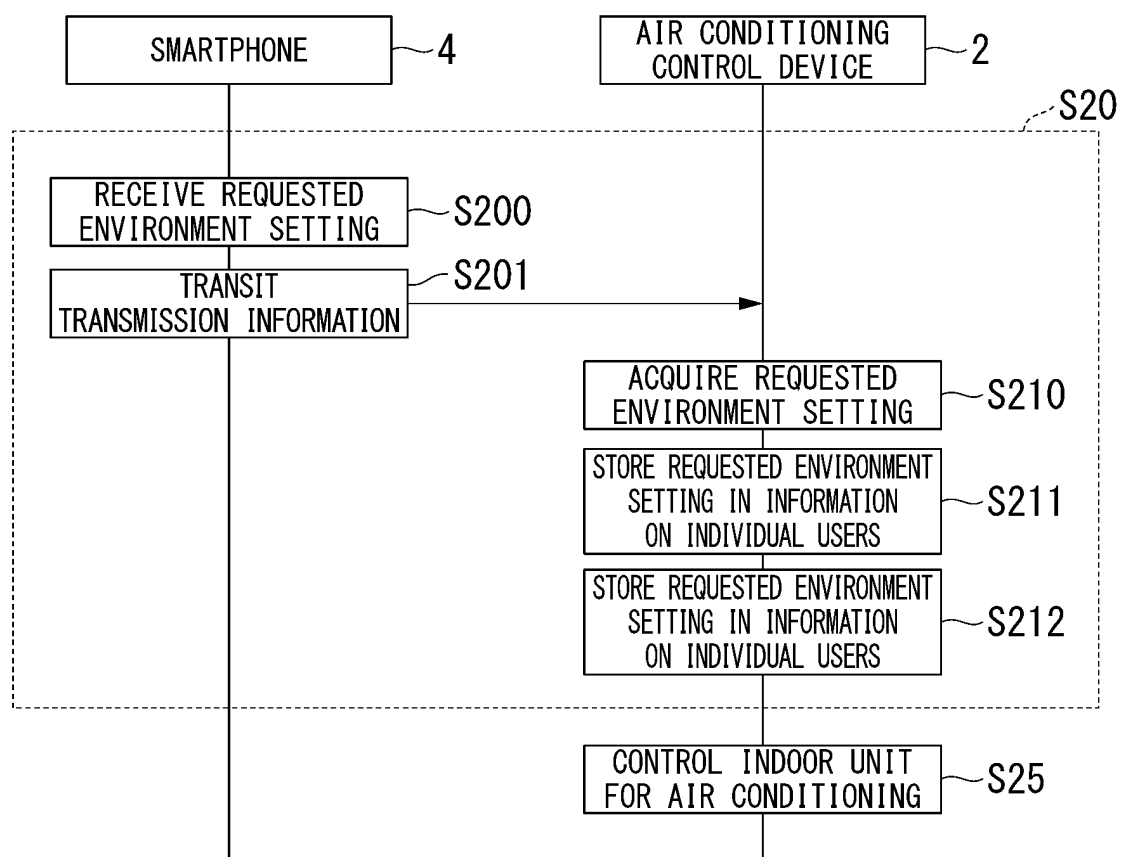 SMARTPHONE
4
AIR CONDITIONING
CONTROL DEVICE
2
S20
RECEIVE REQUESTED
ENVIRONMENT SETTING
S200
TRANSIT
TRANSMISSION INFORMATION
S201
ACQUIRE REQUESTED
ENVIRONMENT SETTING
S210
STORE REQUESTED ENVIRONMENT
SETTING IN INFORMATION
ON INDIVIDUAL USERS
S211
STORE REQUESTED ENVIRONMENT
SETTING IN INFORMATION
ON INDIVIDUAL USERS
S212
CONTROL INDOOR UNIT
FOR AIR CONDITIONING
S25